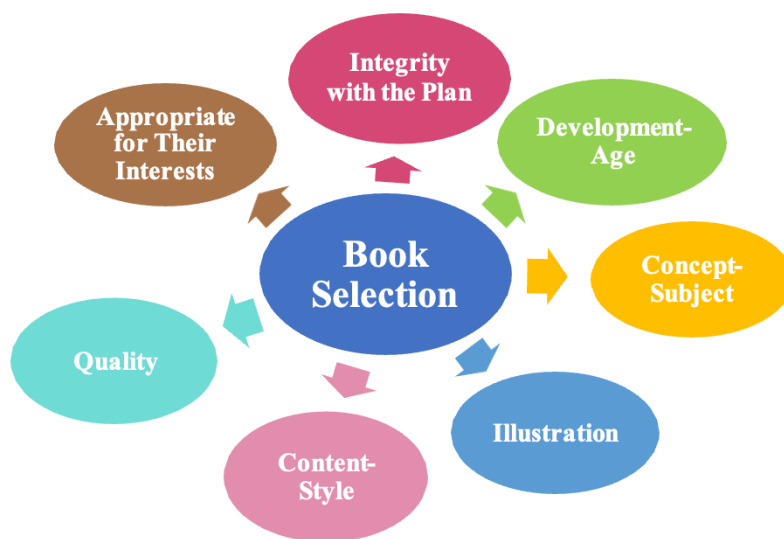 Integrity
with the Plan
Appropriate
for Their
Interests
Development-
Age
Book
Selection
Concept-
Subject
Quality
Illustration
Content-
Style